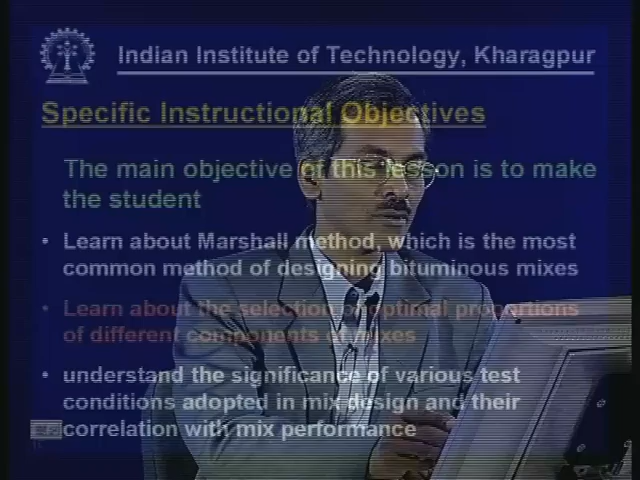 Indian Institute of Technology, Kharagpur
Specific Instructional Objectives
The main objective of this lesson is to make
the student
• Learn about Marshall method, which is the most
common method of designing bituminous mixes
• Learn about the selection of optimal proportions
of different components of mixes
• understand the significance of various test
conditions adopted in mix design and their
correlation with mix performance